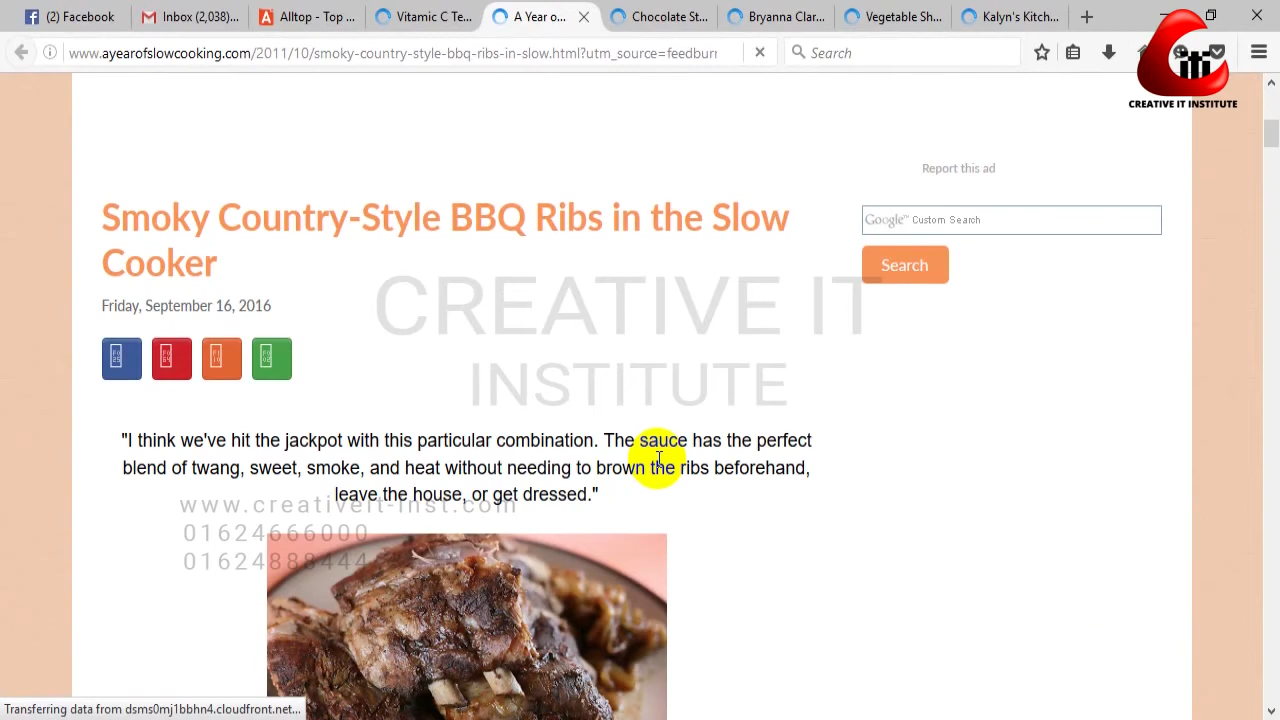 (2) Facebook
Inbox (2,038)...
Alltop - Top ...
Vitamin C Te...
A Year o...
Chocolate St...
Bryanna Clar...
Vegetable Sh...
Kalyn's Kitch...
www.ayearofslowcooking.com/2011/10/smoky-country-style-bbq-ribs-in-slow.html?utm_source=feedburr
Search
CREATIVE IT INSTITUTE
Report this ad
Smoky Country-Style BBQ Ribs in the Slow
Cooker
Google™ Custom Search
Search
Friday, September 16, 2016
CREATIVE IT
INSTITUTE
"I think we've hit the jackpot with this particular combination. The sauce has the perfect
blend of twang, sweet, smoke, and heat without needing to brown the ribs beforehand,
leave the house, or get dressed."
www.creativeit-inst.com
01624666000
01624888444
Transferring data from dsms0mj1bbhn4.cloudfront.net...